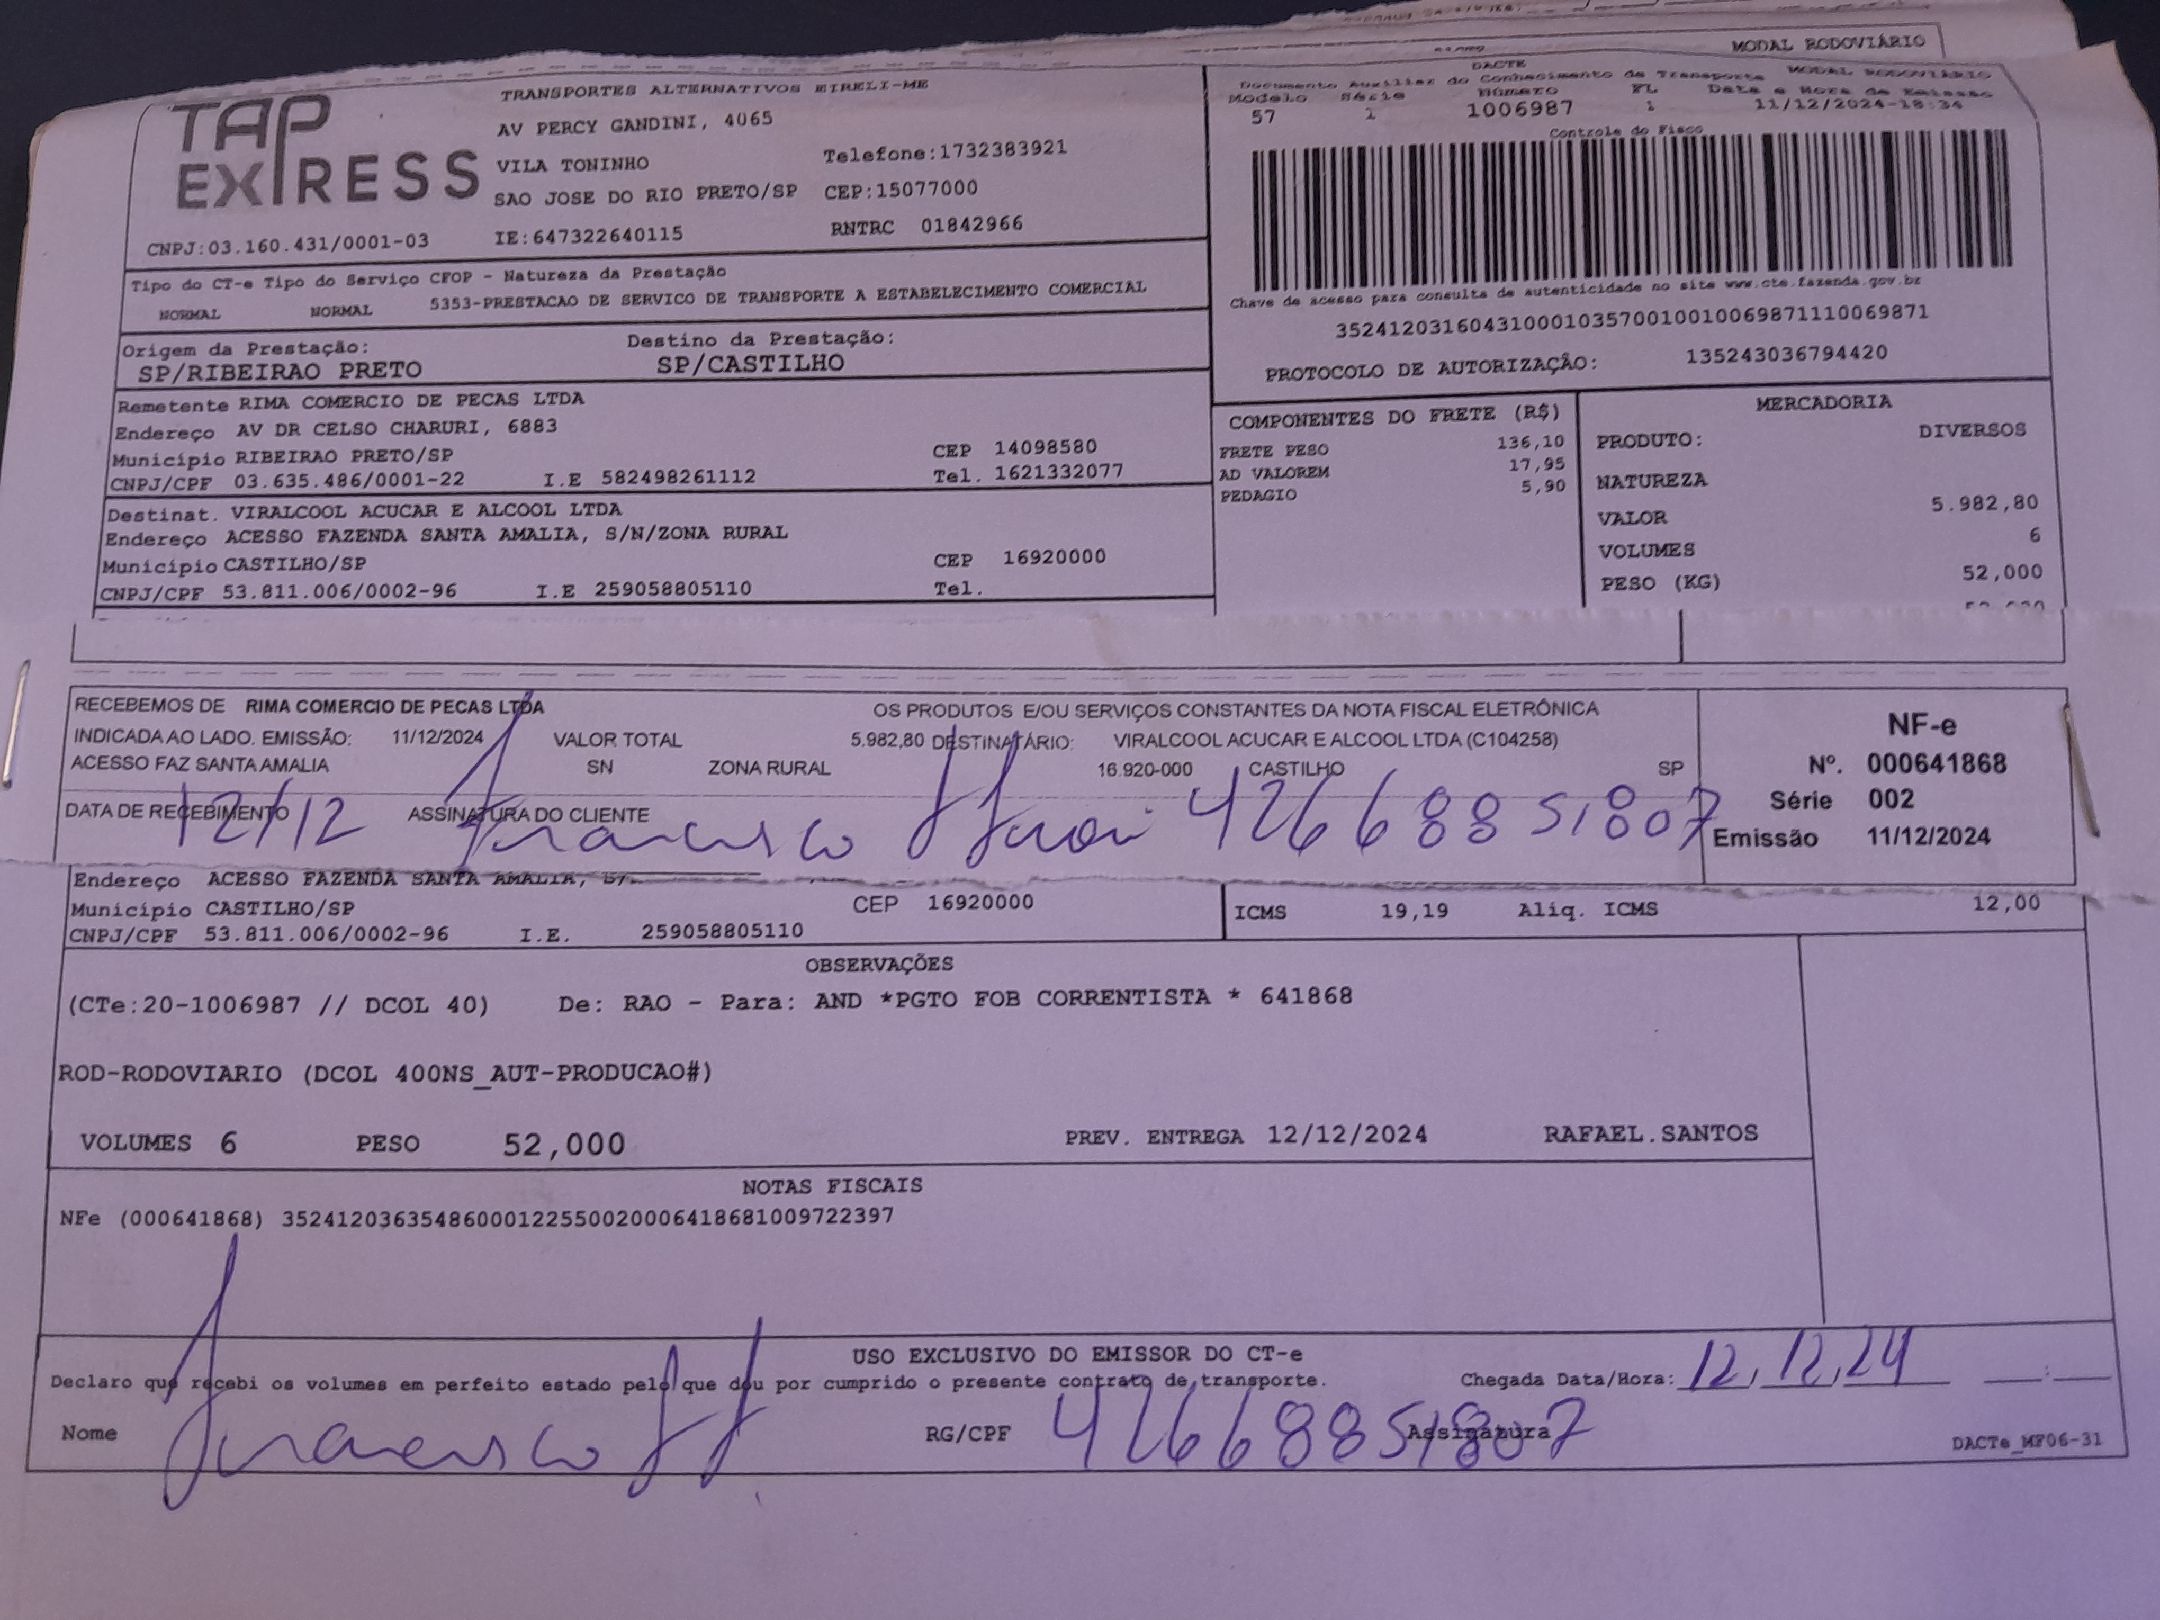 MODAL RODOVIÁRIO
TAP
EXPRESS
TRANSPORTES ALTERNATIVOS EIRELI-ME
AV PERCY GANDINI, 4065
VILA TONINHO Telefone:1732383921
SAO JOSE DO RIO PRETO/SP CEP:15077000
CNPJ:03.160.431/0001-03 IE:647322640115 RNTRC 01842966
DACTE
Documento Auxiliar do Conhecimento de Transporte MODAL RODOVIÁRIO
Modelo Série Número FL Data e Hora de Emissão
57 1 1006987 1 11/12/2024-18:34
Controle do Fisco
Chave de acesso para consulta de autenticidade no site www.cte.fazenda.gov.br
35241203160431000103570010010069871110069871
PROTOCOLO DE AUTORIZAÇÃO: 135243036794420
Tipo do CT-e Tipo do Serviço CFOP - Natureza da Prestação
NORMAL NORMAL 5353-PRESTACAO DE SERVICO DE TRANSPORTE A ESTABELECIMENTO COMERCIAL
Origem da Prestação: Destino da Prestação:
SP/RIBEIRAO PRETO SP/CASTILHO
Remetente RIMA COMERCIO DE PECAS LTDA
Endereço AV DR CELSO CHARURI, 6883
Município RIBEIRAO PRETO/SP CEP 14098580
CNPJ/CPF 03.635.486/0001-22 I.E 582498261112 Tel. 1621332077
Destinat. VIRALCOOL ACUCAR E ALCOOL LTDA
Endereço ACESSO FAZENDA SANTA AMALIA, S/N/ZONA RURAL
Município CASTILHO/SP CEP 16920000
CNPJ/CPF 53.811.006/0002-96 I.E 259058805110 Tel.
COMPONENTES DO FRETE (R$)
FRETE PESO 136,10
AD VALOREM 17,95
PEDAGIO 5,90
MERCADORIA
PRODUTO: DIVERSOS
NATUREZA
VALOR 5.982,80
VOLUMES 6
PESO (KG) 52,000
RECEBEMOS DE RIMA COMERCIO DE PECAS LTDA OS PRODUTOS E/OU SERVIÇOS CONSTANTES DA NOTA FISCAL ELETRÔNICA
INDICADA AO LADO. EMISSÃO: 11/12/2024 VALOR TOTAL 5.982,80 DESTINATÁRIO: VIRALCOOL ACUCAR E ALCOOL LTDA (C104258)
ACESSO FAZ SANTA AMALIA SN ZONA RURAL 16.920-000 CASTILHO SP
DATA DE RECEBIMENTO ASSINATURA DO CLIENTE
12/12 Francisco 42668851807
NF-e
Nº. 000641868
Série 002
Emissão 11/12/2024
Endereço ACESSO FAZENDA SANTA AMALIA,
Município CASTILHO/SP CEP 16920000
CNPJ/CPF 53.811.006/0002-96 I.E. 259058805110
ICMS 19,19 Aliq. ICMS 12,00
OBSERVAÇÕES
(CTe:20-1006987 // DCOL 40) De: RAO - Para: AND *PGTO FOB CORRENTISTA * 641868
ROD-RODOVIARIO (DCOL 400NS_AUT-PRODUCAO#)
VOLUMES 6 PESO 52,000 PREV. ENTREGA 12/12/2024 RAFAEL.SANTOS
NOTAS FISCAIS
NFe (000641868) 35241203635486000122550020006418681009722397
USO EXCLUSIVO DO EMISSOR DO CT-e
Declaro que recebi os volumes em perfeito estado pelo que dou por cumprido o presente contrato de transporte. Chegada Data/Hora: 12,12,24
Nome Francisco RG/CPF 42668851807 Assinatura
DACTe_MF06-31